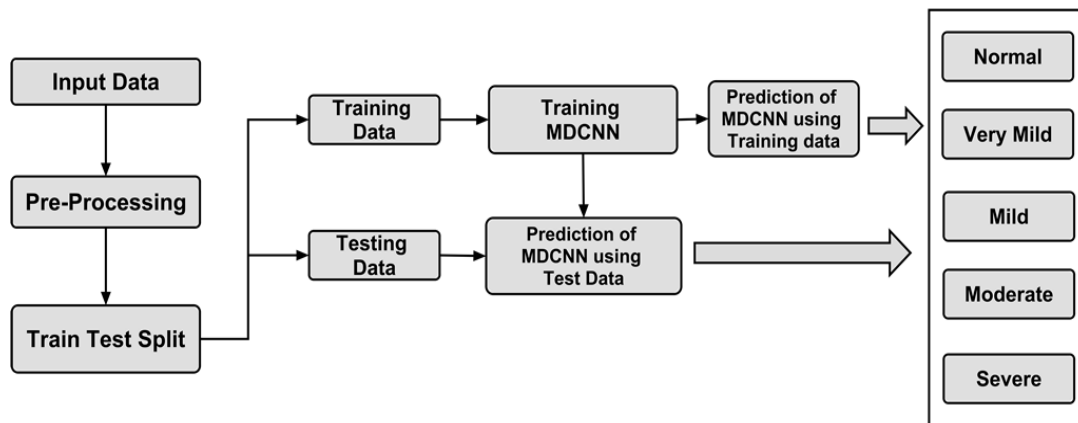 Input Data
Pre-Processing
Train Test Split
Training
Data
Training
MDCNN
Prediction of
MDCNN using
Training data
Testing
Data
Prediction of
MDCNN using
Test Data
Normal
Very Mild
Mild
Moderate
Severe